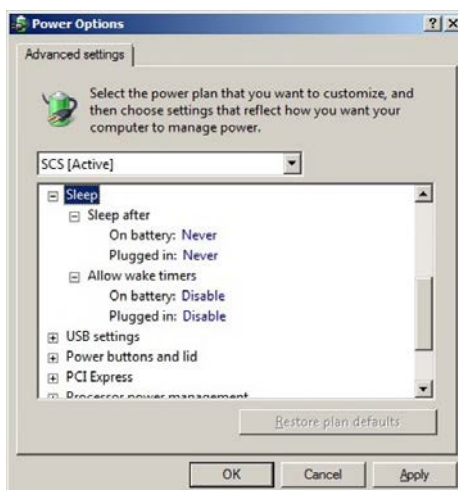 Power Options
Advanced settings
Select the power plan that you want to customize, and
then choose settings that reflect how you want your
computer to manage power.
SCS [Active]
Sleep
Sleep after
On battery: Never
Plugged in: Never
Allow wake timers
On battery: Disable
Plugged in: Disable
USB settings
Power buttons and lid
PCI Express
Processor power management
Restore plan defaults
OK Cancel Apply